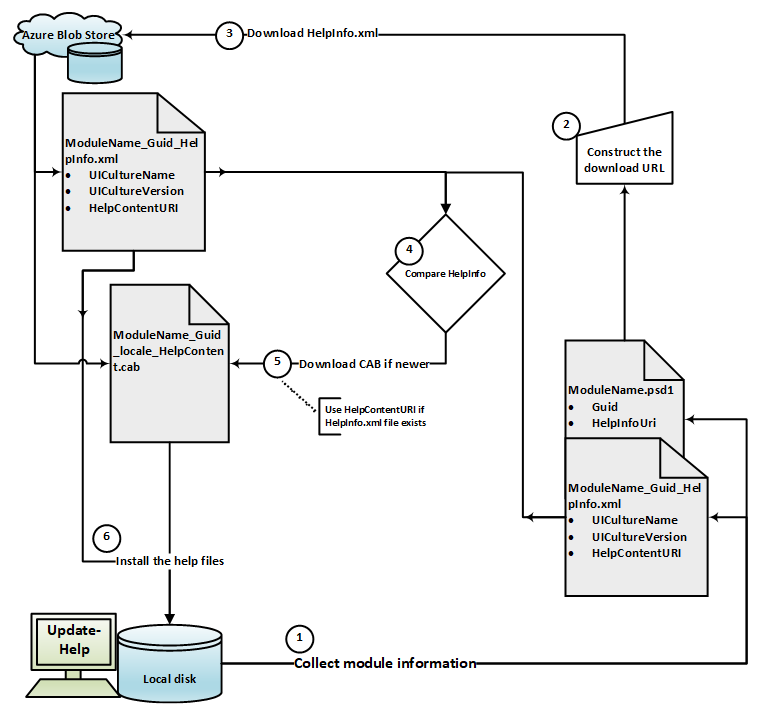 Azure Blob Store
3
Download HelpInfo.xml
2
Construct the
download URL
ModuleName_Guid_Hel
pInfo.xml
• UICultureName
• UICultureVersion
• HelpContentURI
4
Compare HelpInfo
ModuleName_Guid
_locale_HelpConten
t.cab
5
Download CAB if newer
Use HelpContentURI if
HelpInfo.xml file exists
ModuleName.psd1
• Guid
• HelpInfoUri
ModuleName_Guid_Hel
pInfo.xml
• UICultureName
• UICultureVersion
• HelpContentURI
6
Install the help files
Update-
Help
Local disk
1
Collect module information